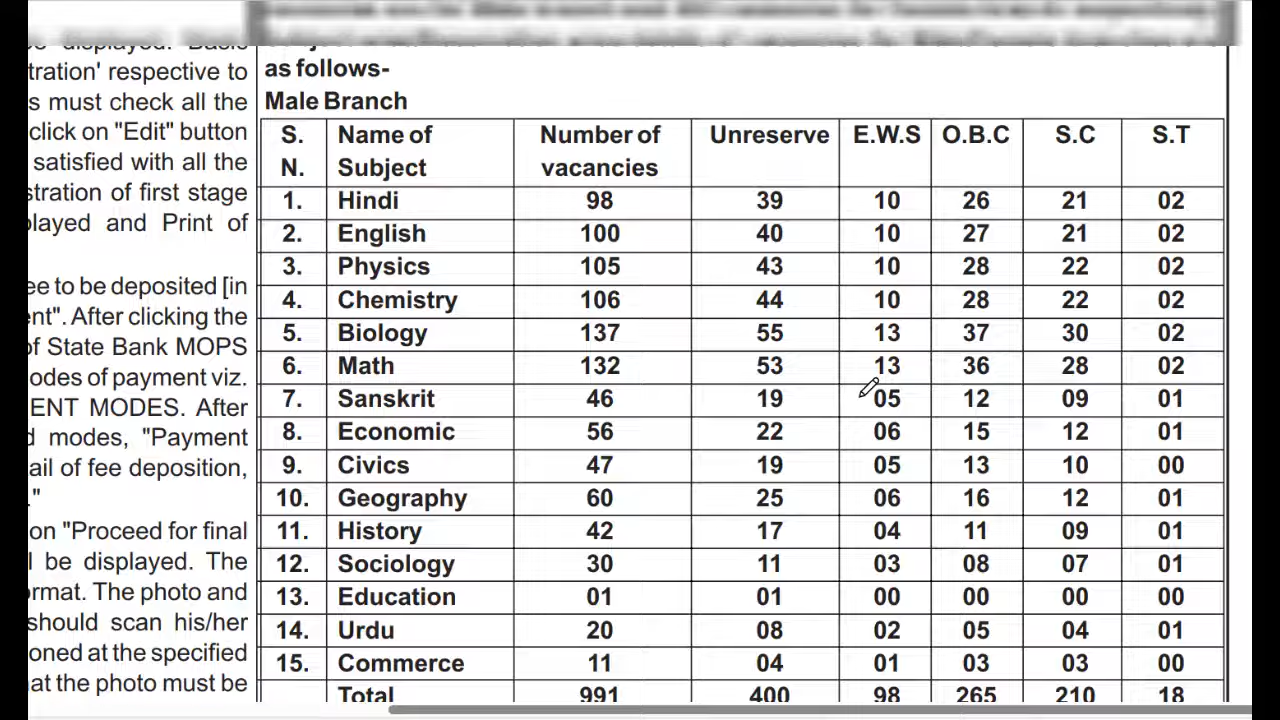 displayed. Basis
tration' respective to
s must check all the
click on "Edit" button
satisfied with all the
stration of first stage
played and Print of
ee to be deposited [in
ent". After clicking the
of State Bank MOPS
odes of payment viz.
ENT MODES. After
d modes, "Payment
ail of fee deposition,
."
on "Proceed for final
l be displayed. The
ormat. The photo and
should scan his/her
oned at the specified
at the photo must be
as follows-
Male Branch
S. N. Name of Subject Number of vacancies Unreserve E.W.S O.B.C S.C S.T
1. Hindi 98 39 10 26 21 02
2. English 100 40 10 27 21 02
3. Physics 105 43 10 28 22 02
4. Chemistry 106 44 10 28 22 02
5. Biology 137 55 13 37 30 02
6. Math 132 53 13 36 28 02
7. Sanskrit 46 19 05 12 09 01
8. Economic 56 22 06 15 12 01
9. Civics 47 19 05 13 10 00
10. Geography 60 25 06 16 12 01
11. History 42 17 04 11 09 01
12. Sociology 30 11 03 08 07 01
13. Education 01 01 00 00 00 00
14. Urdu 20 08 02 05 04 01
15. Commerce 11 04 01 03 03 00
Total 991 400 98 265 210 18